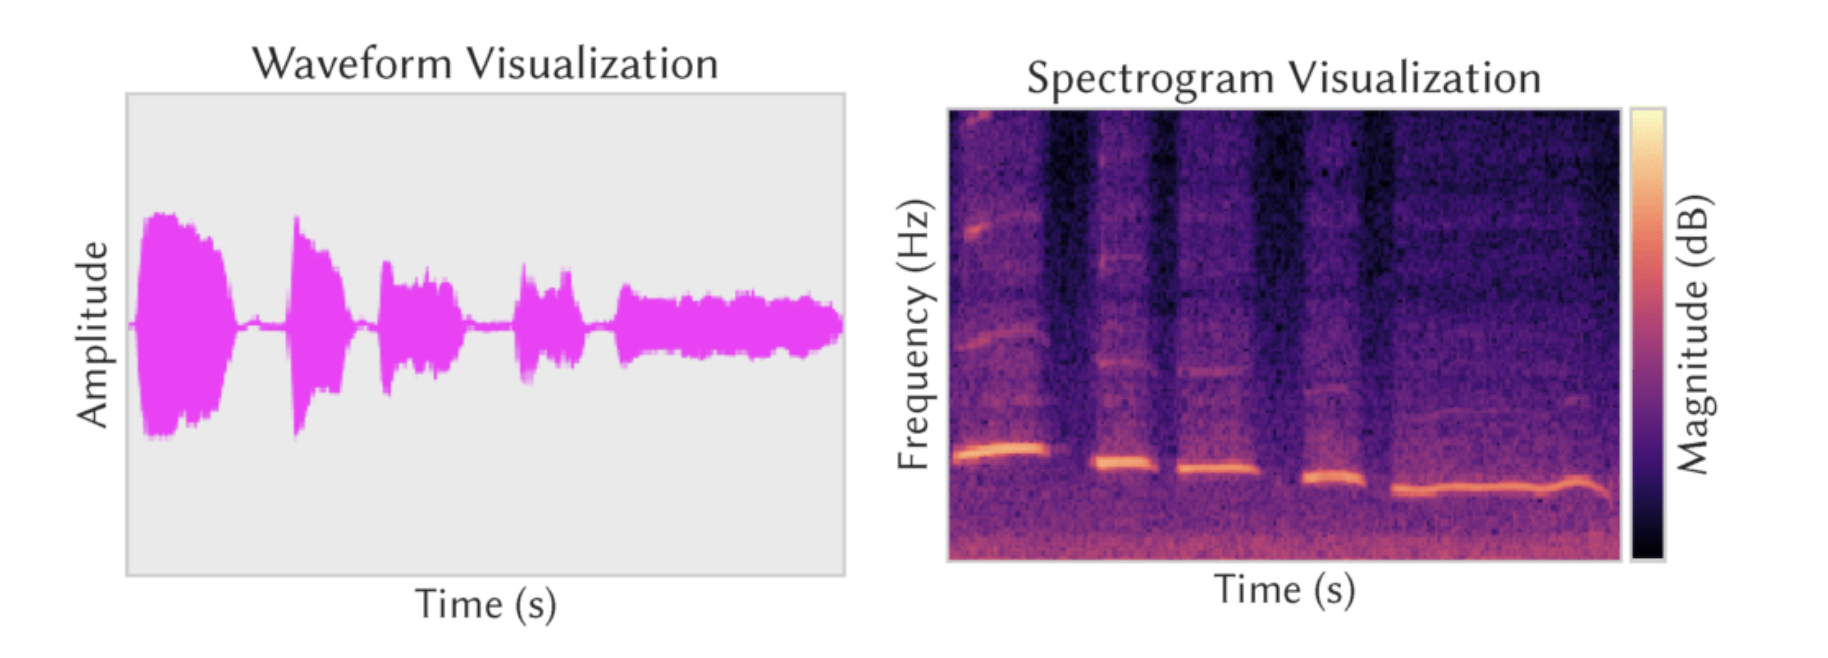 Waveform Visualization
Amplitude
Time (s)
Spectrogram Visualization
Frequency (Hz)
Time (s)
Magnitude (dB)